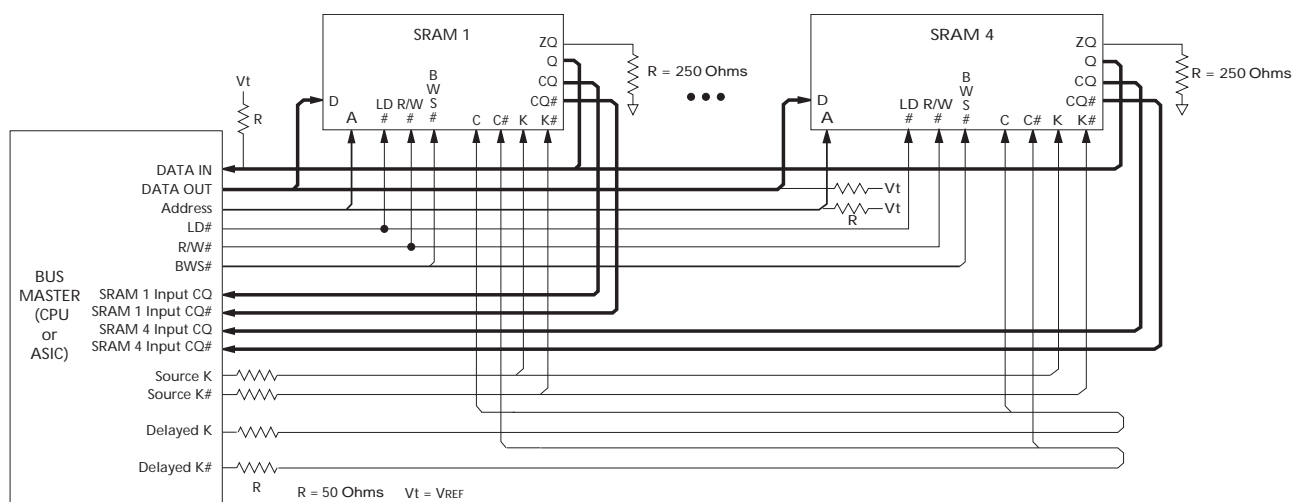 SRAM 1
ZQ
Q
CQ
CQ#
D
A
LD
#
R/W
#
B
W
S
#
C
C#
K
K#
R = 250 Ohms
SRAM 4
ZQ
Q
CQ
CQ#
D
A
LD
#
R/W
#
B
W
S
#
C
C#
K
K#
R = 250 Ohms
Vt
R
Vt
Vt
R
DATA IN
DATA OUT
Address
LD#
R/W#
BWS#
SRAM 1 Input CQ
SRAM 1 Input CQ#
SRAM 4 Input CQ
SRAM 4 Input CQ#
Source K
Source K#
Delayed K
Delayed K#
BUS
MASTER
(CPU
or
ASIC)
R
R = 50 Ohms Vt = VREF